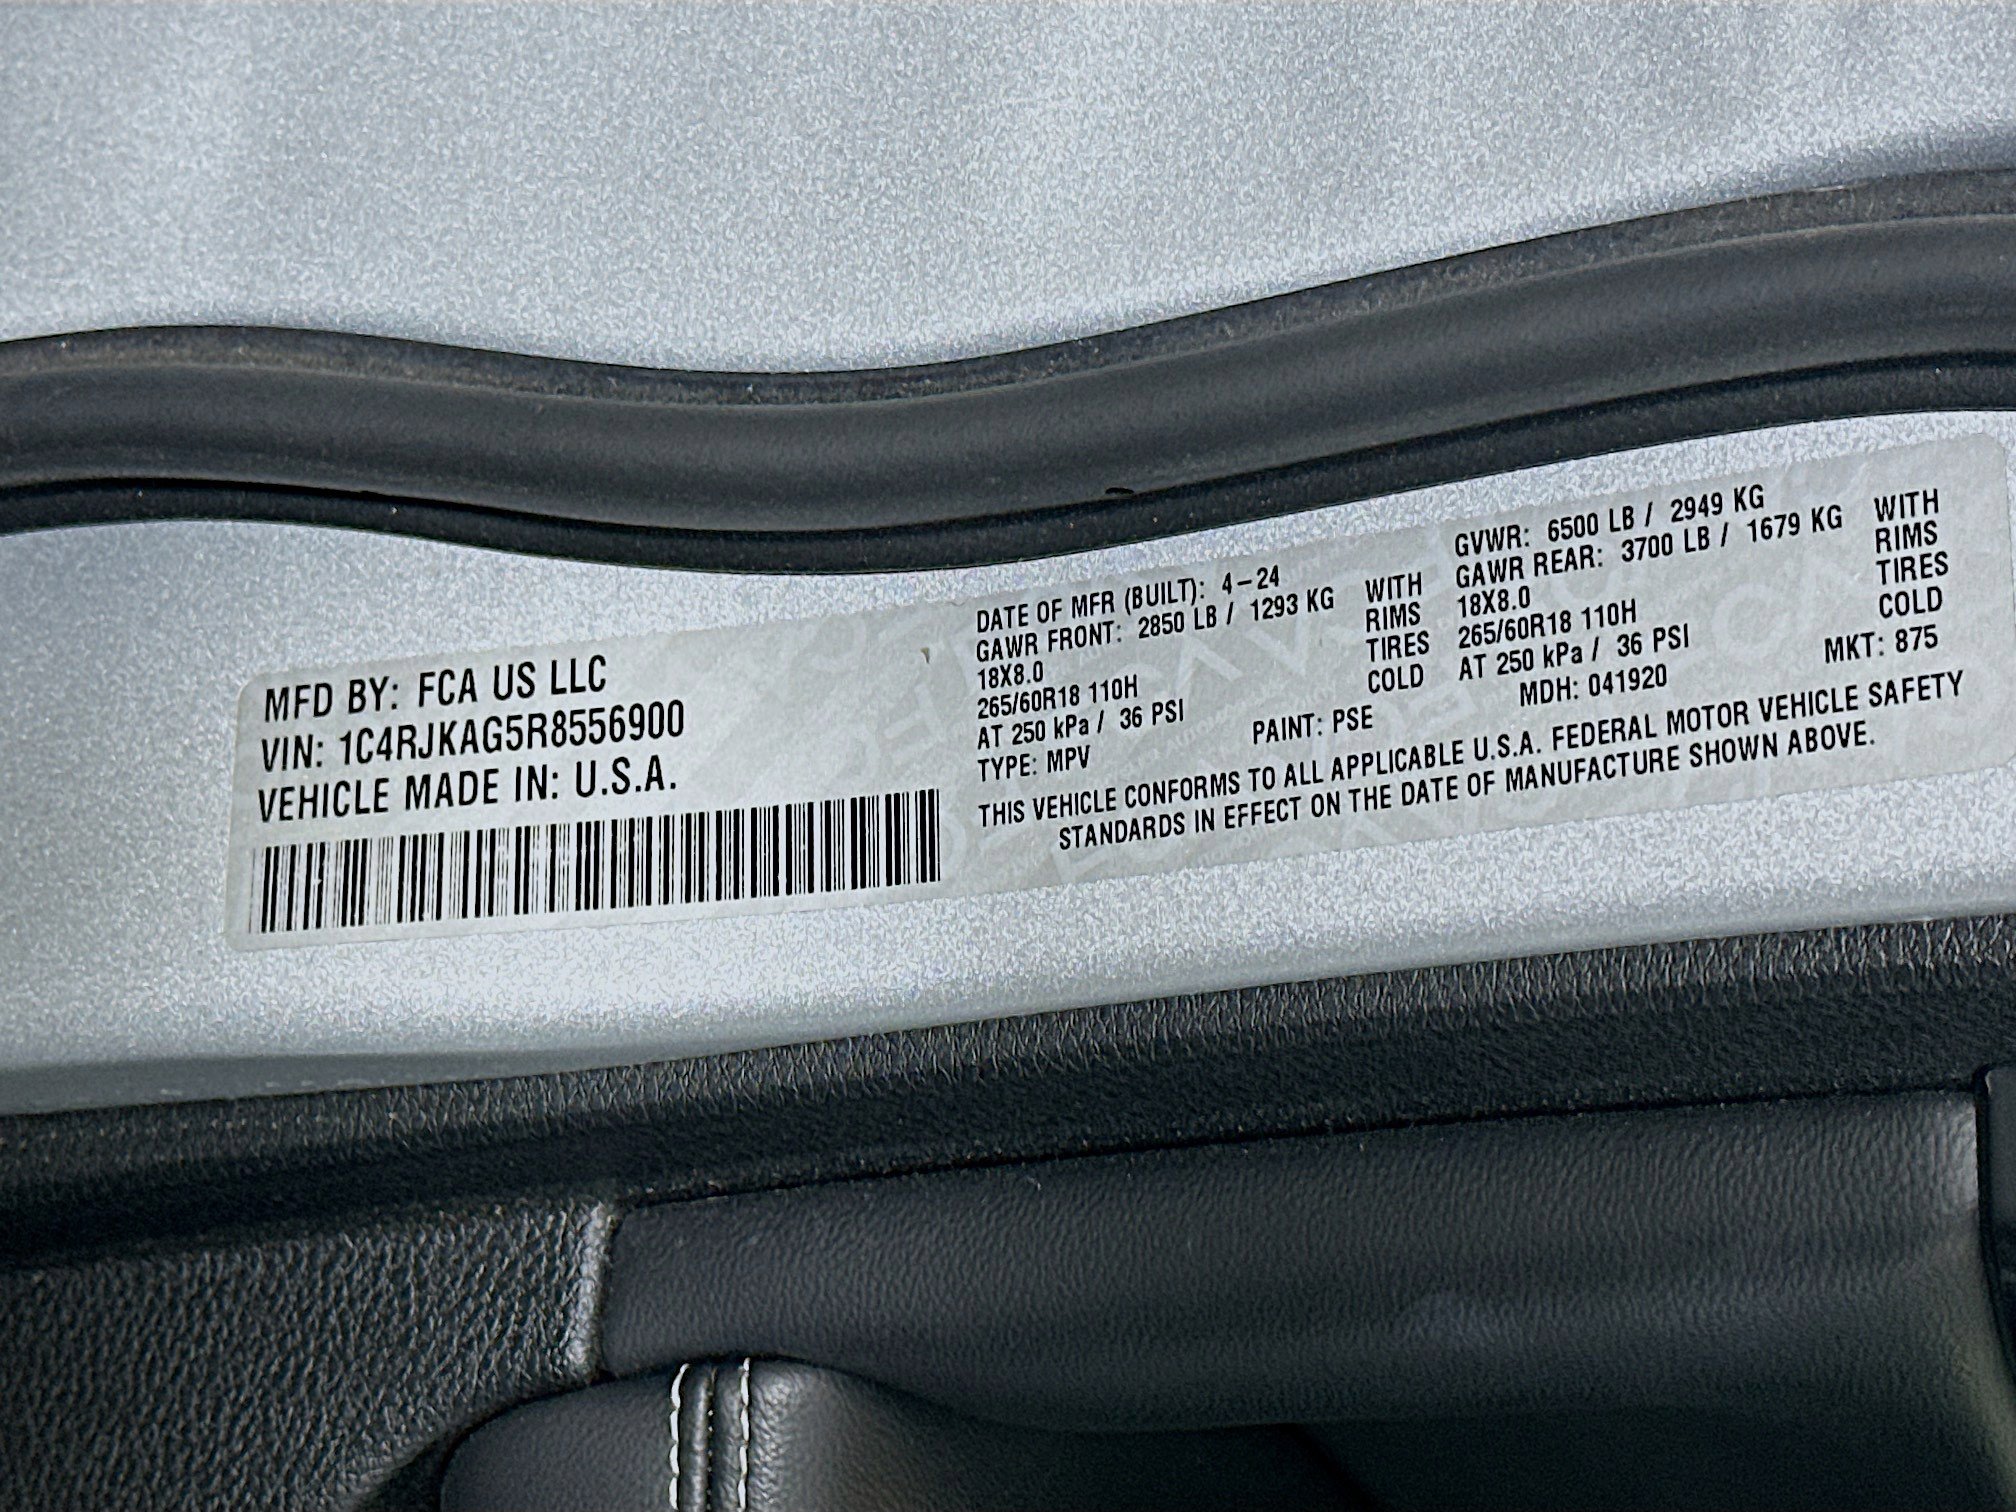 MFD BY: FCA US LLC
VIN: 1C4RJKAG5R8556900
VEHICLE MADE IN: U.S.A.
DATE OF MFR (BUILT): 4-24
GAWR FRONT: 2850 LB / 1293 KG WITH
18X8.0 RIMS
265/60R18 110H TIRES
AT 250 kPa / 36 PSI COLD
TYPE: MPV PAINT: PSE
GVWR: 6500 LB / 2949 KG
GAWR REAR: 3700 LB / 1679 KG WITH
18X8.0 RIMS
265/60R18 110H TIRES
AT 250 kPa / 36 PSI COLD
MDH: 041920 MKT: 875
THIS VEHICLE CONFORMS TO ALL APPLICABLE U.S.A. FEDERAL MOTOR VEHICLE SAFETY
STANDARDS IN EFFECT ON THE DATE OF MANUFACTURE SHOWN ABOVE.